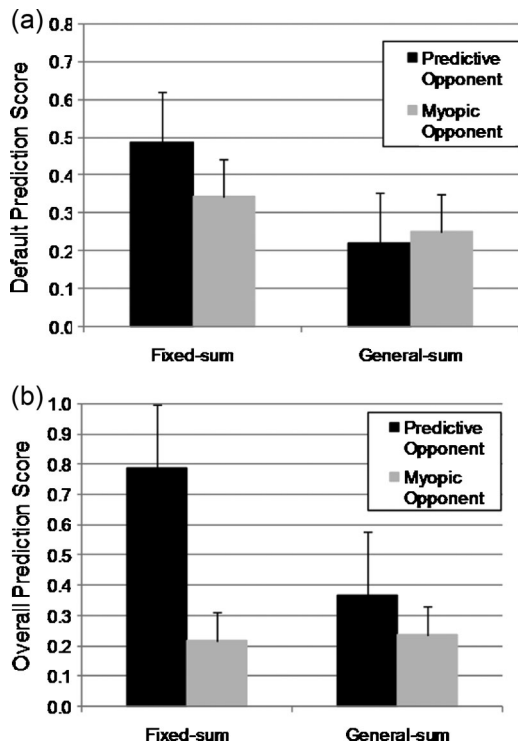 (a)
Default Prediction Score
0.8
0.7
0.6
0.5
0.4
0.3
0.2
0.1
0.0
Predictive
Opponent
Myopic
Opponent
Fixed-sum General-sum
(b)
Overall Prediction Score
1.0
0.9
0.8
0.7
0.6
0.5
0.4
0.3
0.2
0.1
0.0
Predictive
Opponent
Myopic
Opponent
Fixed-sum General-sum